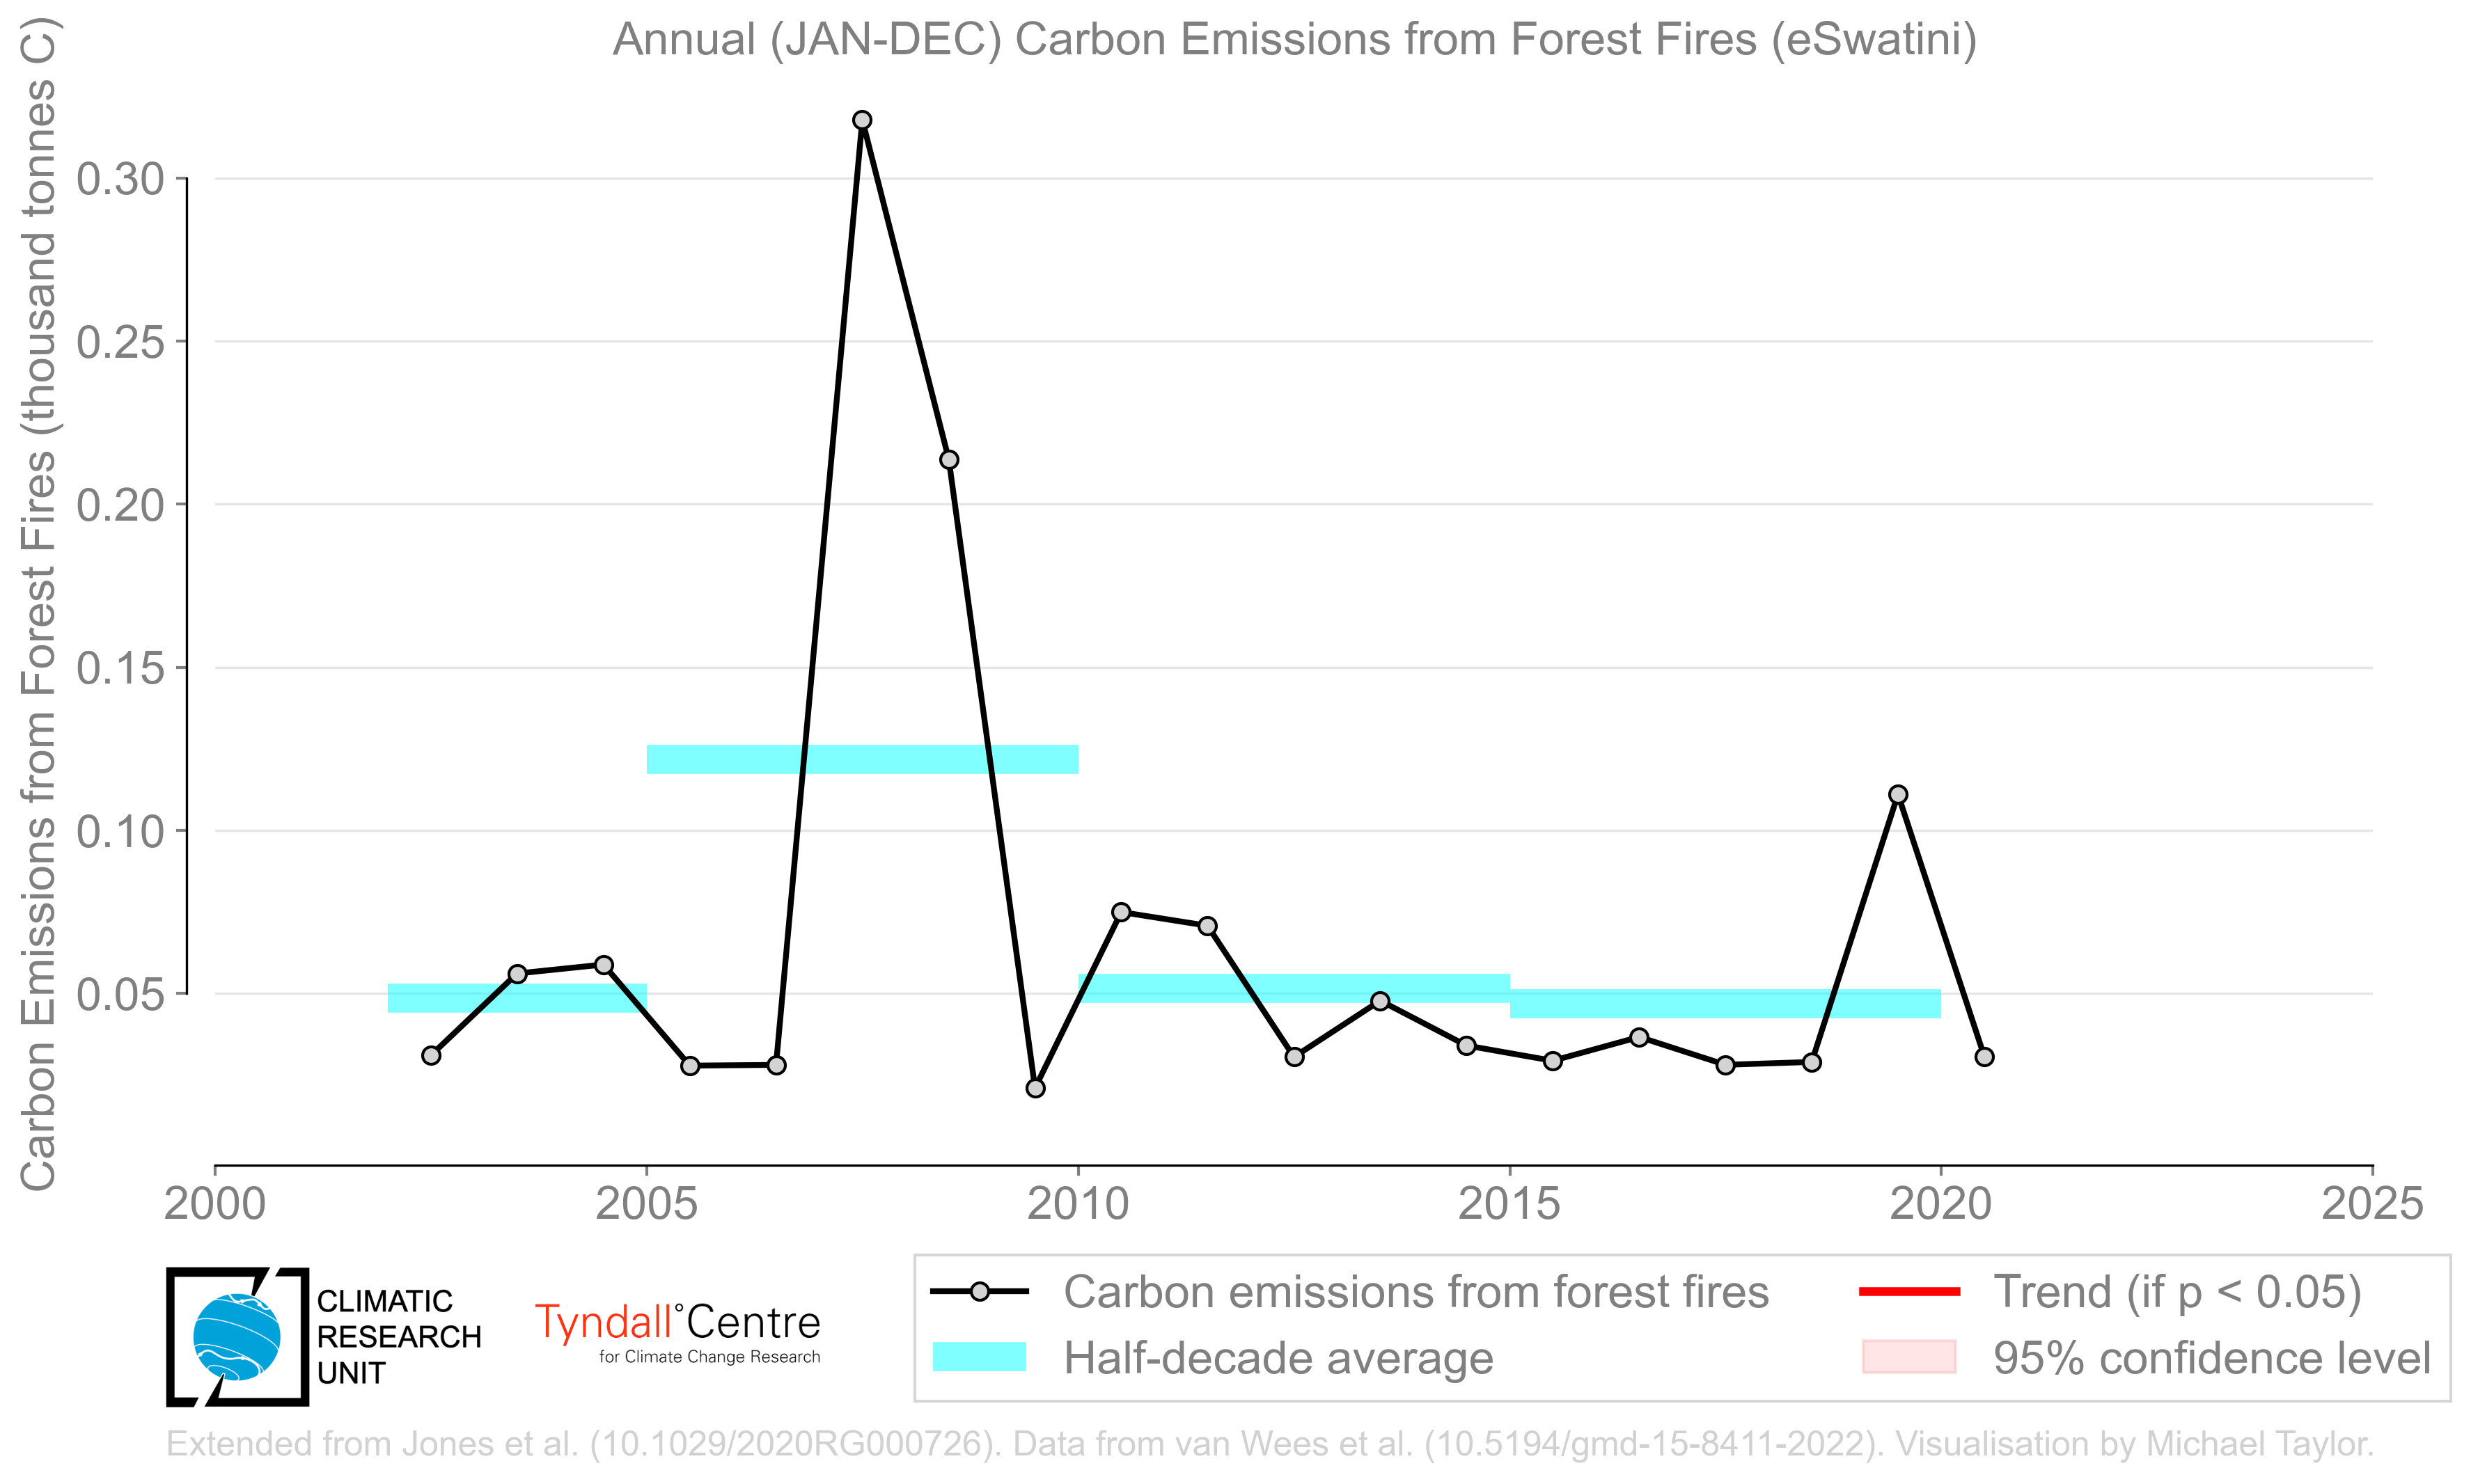 Annual (JAN-DEC) Carbon Emissions from Forest Fires (eSwatini)
Carbon Emissions from Forest Fires (thousand tonnes C)
0.30
0.25
0.20
0.15
0.10
0.05
2000
2005
2010
2015
2020
2025
CLIMATIC
RESEARCH
UNIT
Tyndall°Centre
for Climate Change Research
Carbon emissions from forest fires
Half-decade average
Trend (if p < 0.05)
95% confidence level
Extended from Jones et al. (10.1029/2020RG000726). Data from van Wees et al. (10.5194/gmd-15-8411-2022). Visualisation by Michael Taylor.